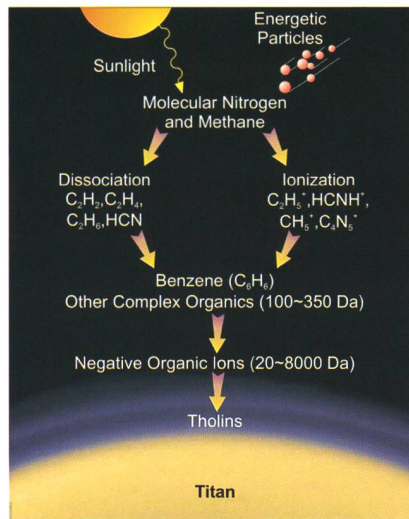 Energetic
Particles
Sunlight
Molecular Nitrogen
and Methane
Dissociation
C₂H₂,C₂H₄,
C₂H₆,HCN
Ionization
C₂H₅⁺,HCNH⁺,
CH₅⁺,C₄N₅⁺
Benzene (C₆H₆)
Other Complex Organics (100~350 Da)
Negative Organic Ions (20~8000 Da)
Tholins
Titan